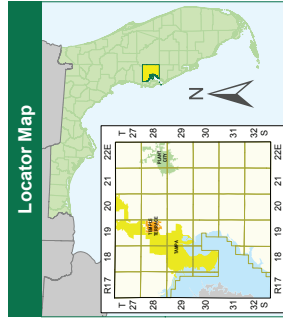 Locator Map
N
R17 18 19 20 21 22E
T T
27 27
28 28
29 29
30 30
31 31
32 32
S S
R17 18 19 20 21 22E
TEMPLE
TERRACE
PLANT
CITY
TAMPA